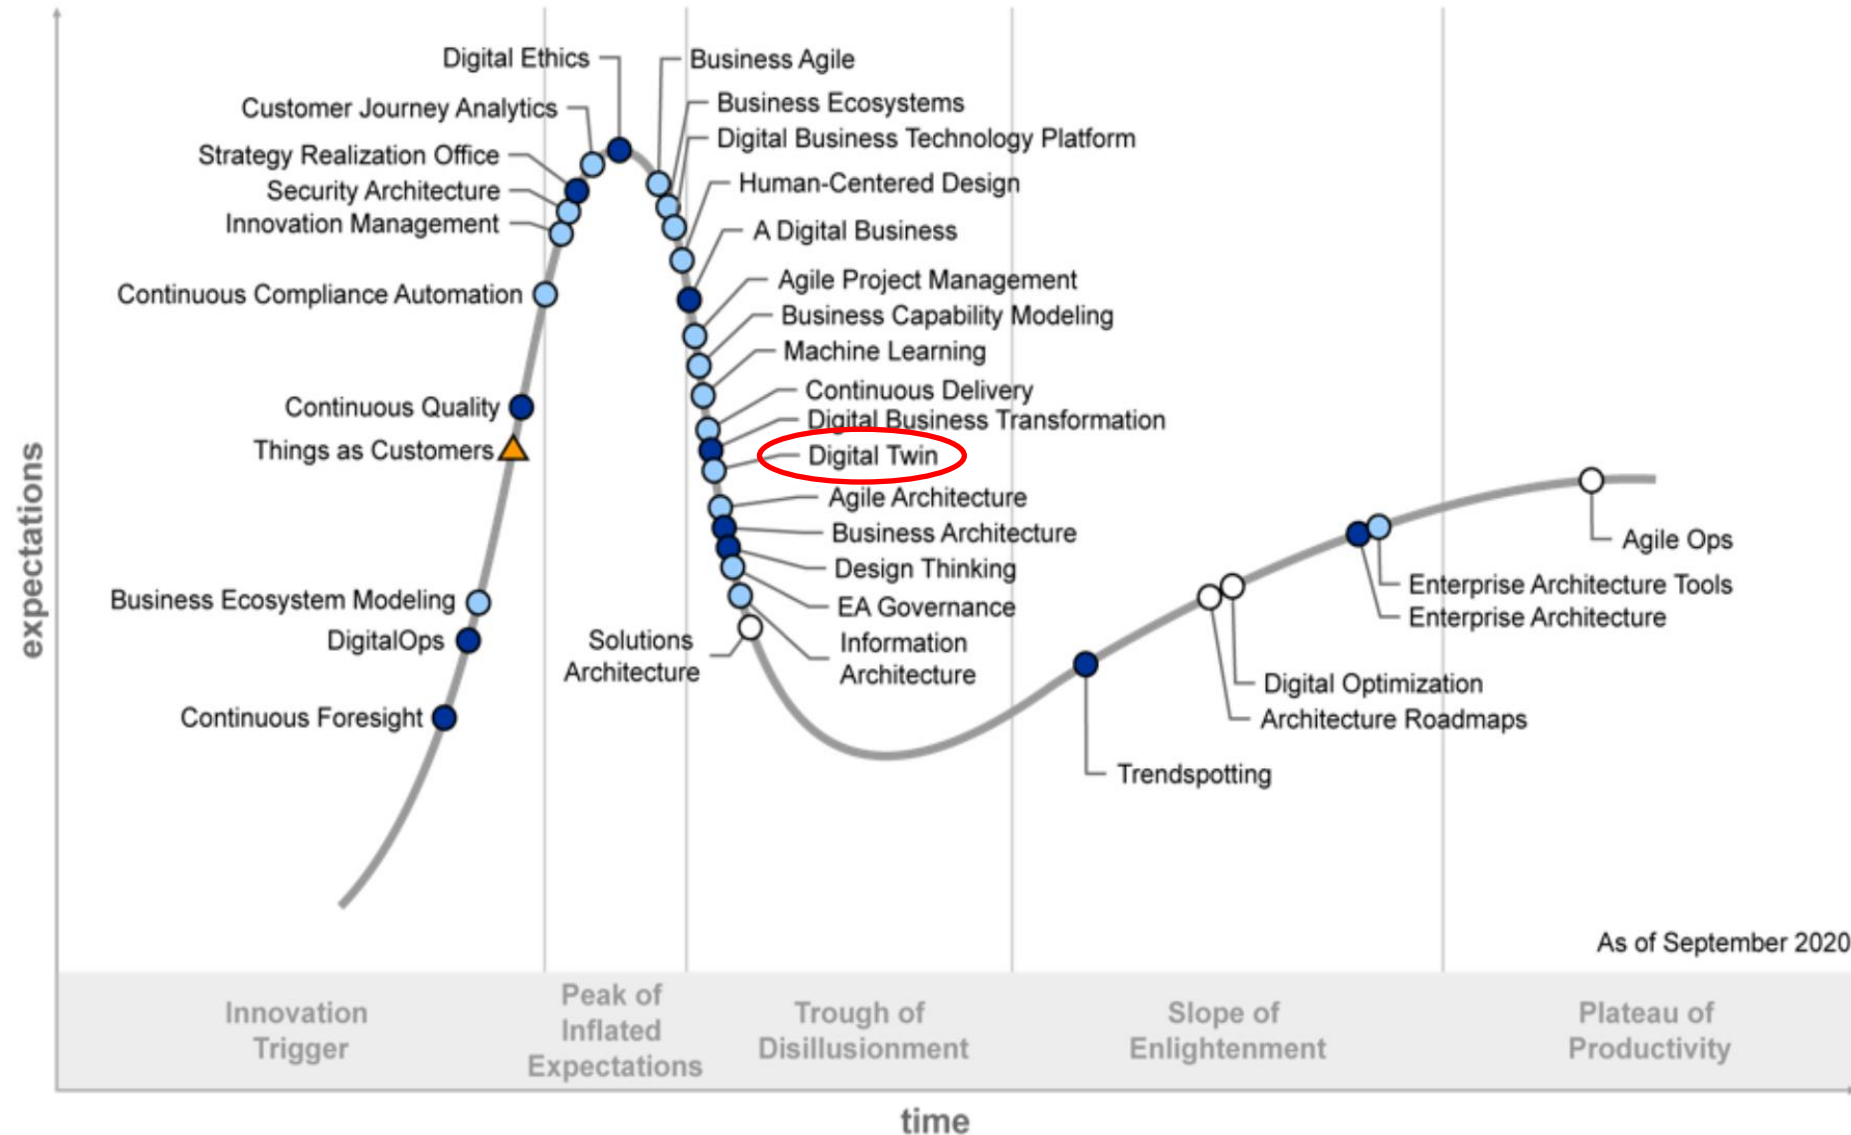 Digital Ethics
Customer Journey Analytics
Strategy Realization Office
Security Architecture
Innovation Management
Continuous Compliance Automation
Continuous Quality
Things as Customers
Business Ecosystem Modeling
DigitalOps
Continuous Foresight
Business Agile
Business Ecosystems
Digital Business Technology Platform
Human-Centered Design
A Digital Business
Agile Project Management
Business Capability Modeling
Machine Learning
Continuous Delivery
Digital Business Transformation
Digital Twin
Agile Architecture
Business Architecture
Design Thinking
EA Governance
Information
Architecture
Solutions
Architecture
Trendspotting
Architecture Roadmaps
Digital Optimization
Enterprise Architecture
Enterprise Architecture Tools
Agile Ops
As of September 2020
expectations
Innovation
Trigger
Peak of
Inflated
Expectations
Trough of
Disillusionment
Slope of
Enlightenment
Plateau of
Productivity
time